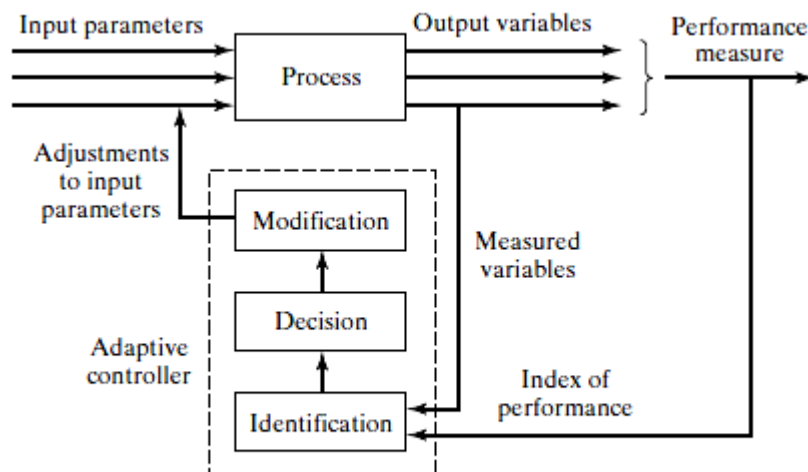 Input parameters
Output variables
Performance
measure
Process
Adjustments
to input
parameters
Modification
Measured
variables
Decision
Adaptive
controller
Index of
performance
Identification